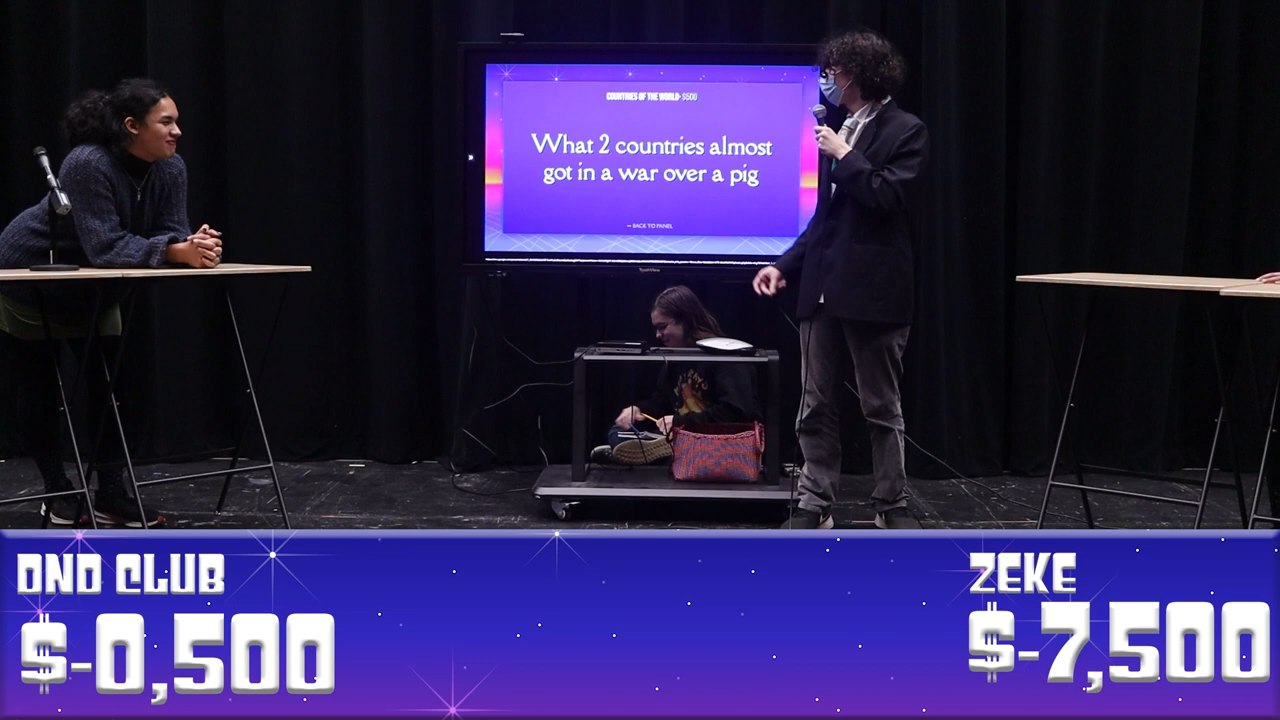 COUNTRIES OF THE WORLD- $500
What 2 countries almost
got in a war over a pig
← BACK TO PANEL
DND CLUB
$-0,500
ZEKE
$-7,500